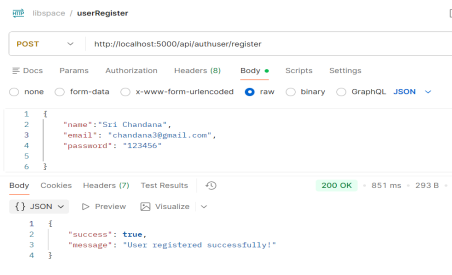 HTTP libspace / userRegister
POST http://localhost:5000/api/authuser/register
Docs Params Authorization Headers (8) Body Scripts Settings
none form-data x-www-form-urlencoded raw binary GraphQL JSON
1 {
2 "name":"Sri Chandana",
3 "email": "chandana3@gmail.com",
4 "password": "123456"
5
6 }
Body Cookies Headers (7) Test Results 200 OK • 851 ms • 293 B •
{} JSON Preview Visualize
1 {
2 "success": true,
3 "message": "User registered successfully!"
4 }